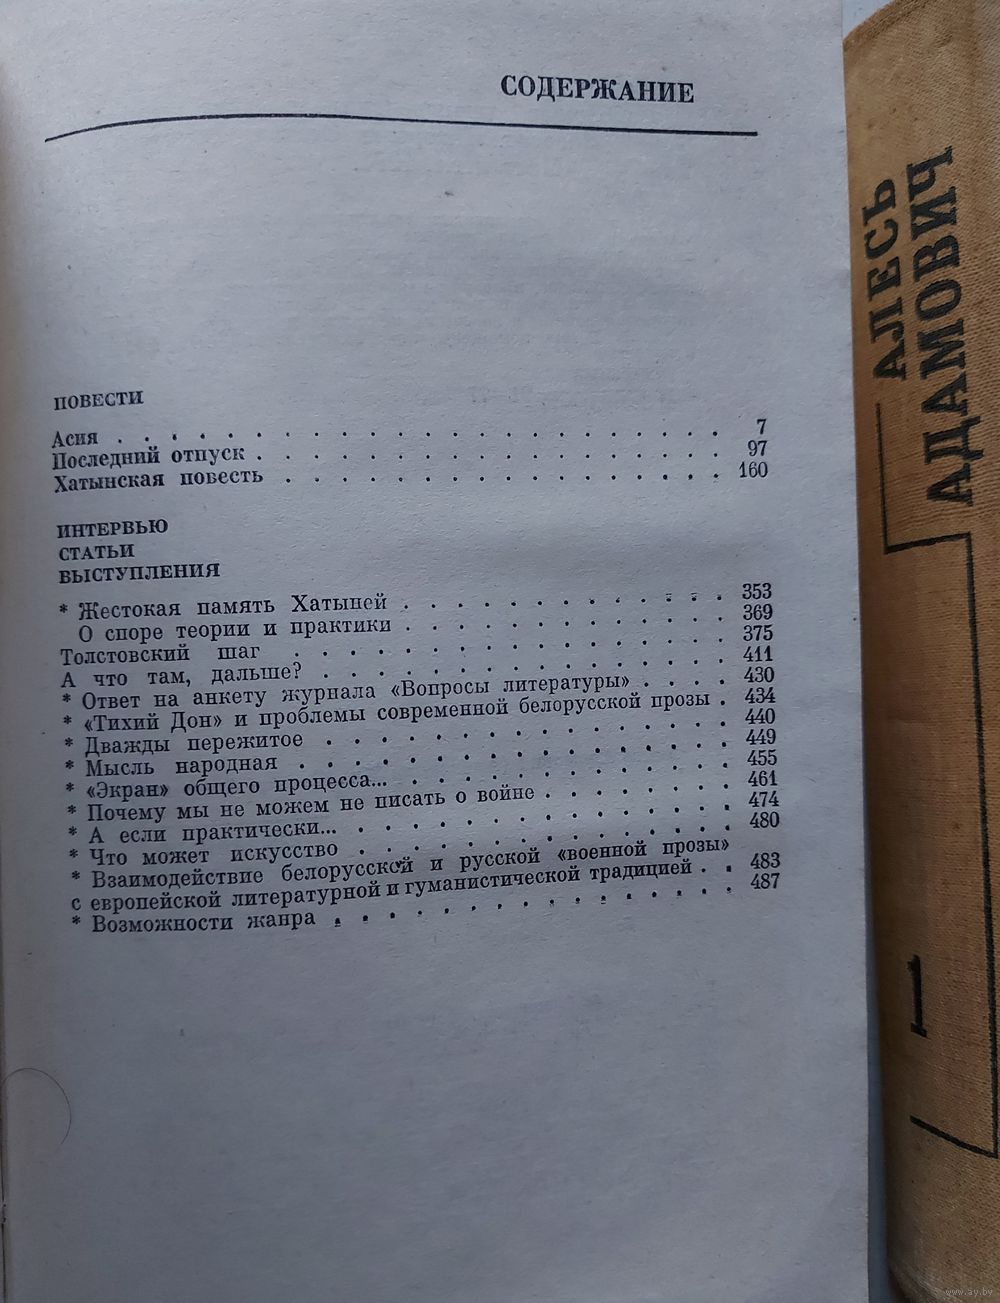 СОДЕРЖАНИЕ
ПОВЕСТИ
Асия . . . . . . . . . . . . . . . . . . . . . . 7
Последний отпуск . . . . . . . . . . . . . . . . . 97
Хатынская повесть . . . . . . . . . . . . . . . . 160
ИНТЕРВЬЮ
СТАТЬИ
ВЫСТУПЛЕНИЯ
* Жестокая память Хатыней . . . . . . . . . . . . 353
О споре теории и практики . . . . . . . . . . . . 369
Толстовский шаг . . . . . . . . . . . . . . . . 375
А что там, дальше? . . . . . . . . . . . . . . . 411
* Ответ на анкету журнала «Вопросы литературы» . . . . 430
* «Тихий Дон» и проблемы современной белорусской прозы . 434
* Дважды пережитое . . . . . . . . . . . . . . . 440
* Мысль народная . . . . . . . . . . . . . . . . 449
* «Экран» общего процесса... . . . . . . . . . . . . 455
* Почему мы не можем не писать о войне . . . . . . . 461
* А если практически... . . . . . . . . . . . . . . 474
* Что может искусство . . . . . . . . . . . . . . 480
* Взаимодействие белорусской и русской «военной прозы»
с европейской литературной и гуманистической традицией . . 483
* Возможности жанра . . . . . . . . . . . . . . . 487
АЛЕСЬ
АДАМОВИЧ
1
www.ay.by